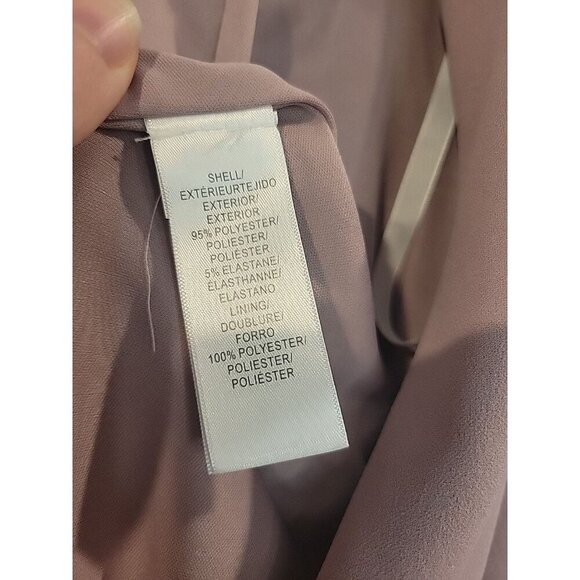 SHELL/
EXTÉRIEURTEJIDO
EXTERIOR/
EXTERIOR
95% POLYESTER/
POLIESTER/
POLIÉSTER
5% ELASTANE/
ÉLASTHANNE/
ELASTANO
LINING/
DOUBLURE/
FORRO
100% POLYESTER/
POLIESTER/
POLIÉSTER